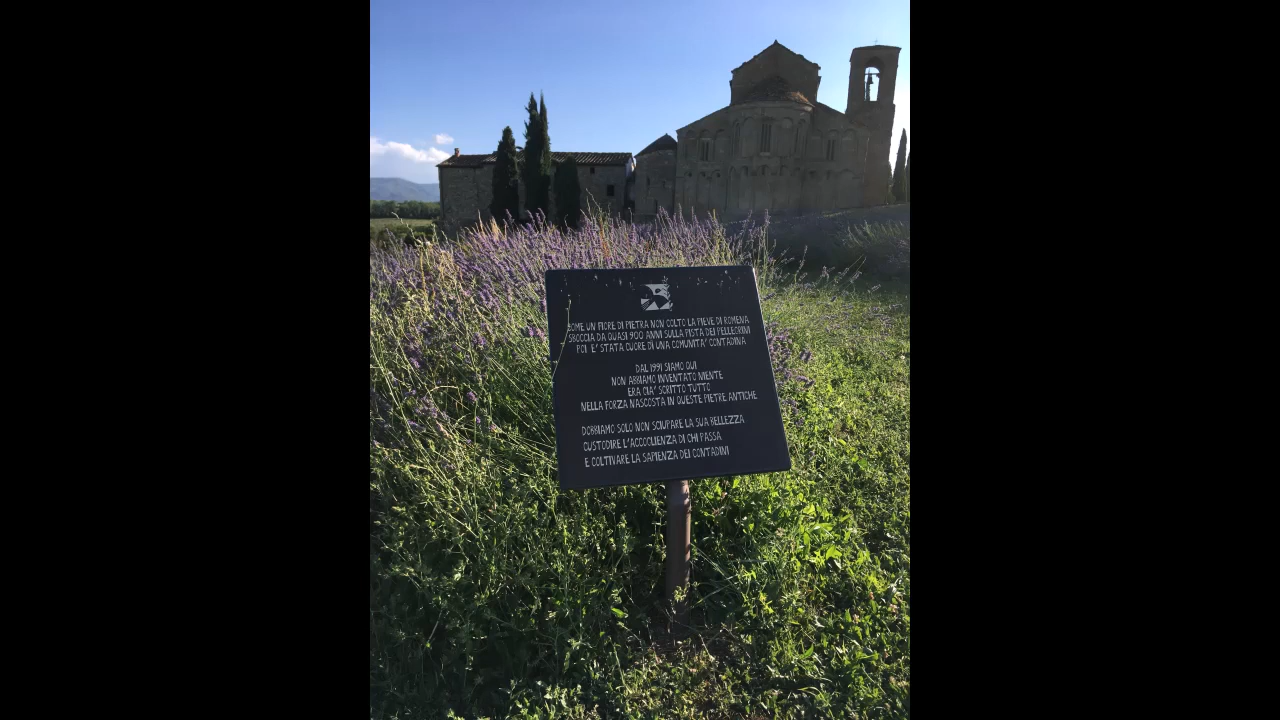 COME UN FIORE DI PIETRA NON COLTO LA PIEVE DI ROMENA
SBOCCIA DA QUASI 900 ANNI SULLA PISTA DEI PELLEGRINI
POI E' STATA CUORE DI UNA COMUNITA' CONTADINA
DAL 1991 SIAMO QUI
NON ABBIAMO INVENTATO NIENTE
ERA GIA' SCRITTO TUTTO
NELLA FORZA NASCOSTA IN QUESTE PIETRE ANTICHE
DOBBIAMO SOLO NON SCIUPARE LA SUA BELLEZZA
CUSTODIRE L'ACCOGLIENZA DI CHI PASSA
E COLTIVARE LA SAPIENZA DEI CONTADINI